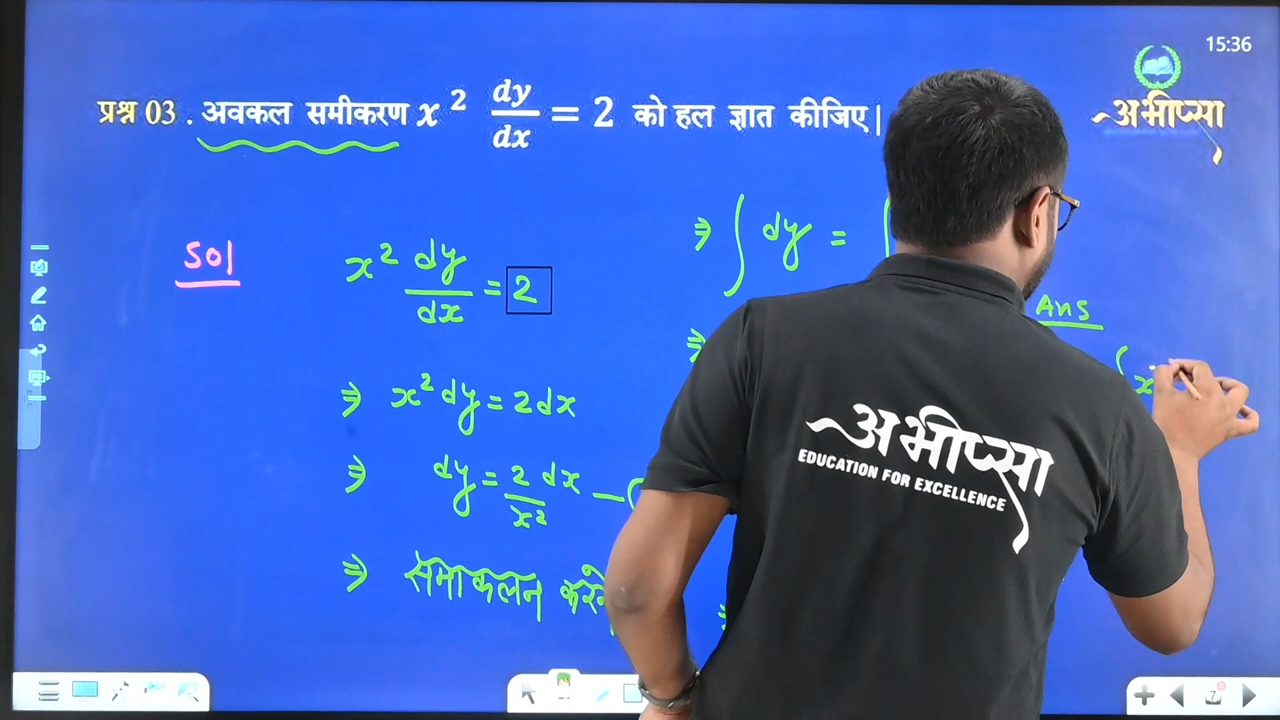 15:36
अभीप्सा
प्रश्न 03 . अवकल समीकरण x² dy/dx = 2 को हल ज्ञात कीजिए|
Sol
x² dy/dx = 2
⇒ x² dy = 2dx
⇒ dy = 2/x² dx – (
⇒ समाकलन करने
⇒ ∫ dy = ∫
Ans
(x
अभीप्सा
EDUCATION FOR EXCELLENCE